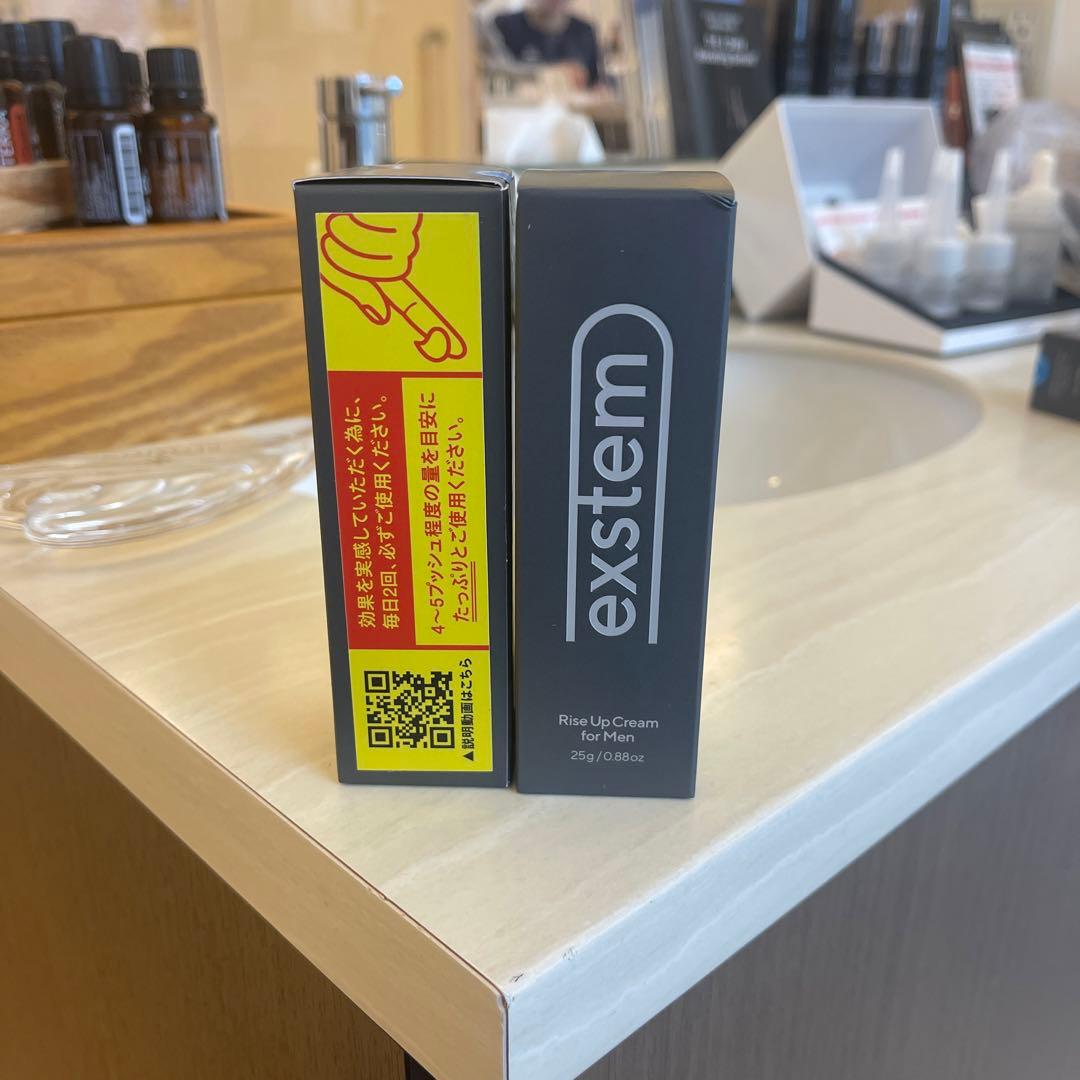 効果を実感していただく為に、
毎日2回、必ずご使用ください。
4〜5プッシュ程度の量を目安に
たっぷりとご使用ください。
▲説明動画はこちら
exstem
Rise Up Cream
for Men
25g / 0.88oz